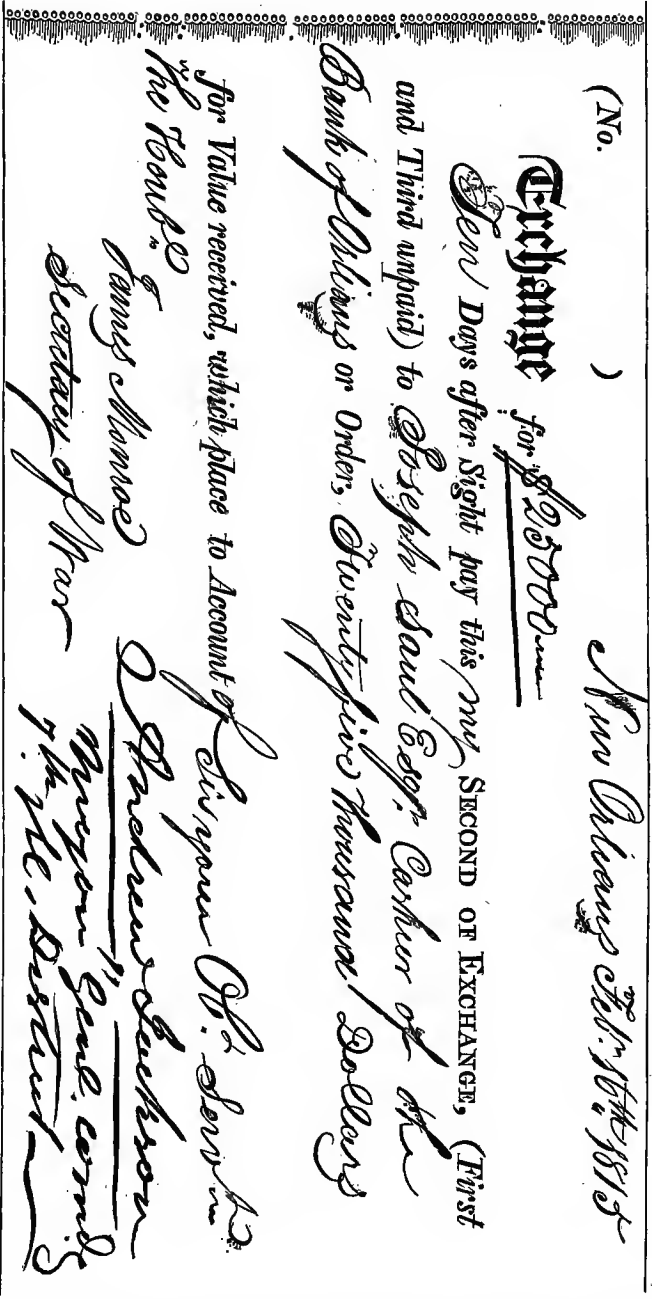 New Orleans Feb. 16th 1815
(No. )
Exchange for $25000
Ten Days after Sight pay this my SECOND OF EXCHANGE, (First
and Third unpaid) to Joseph Saul Esqr. Cashier of the
Bank of Orleans or Order, Twenty five thousand Dollars
for Value received, which place to Account of
Sir, your Obt. Servt.
The Honble.
James Monroe
Secretary of War
Andrew Jackson
Major Genl. comdg
7th Mil. District